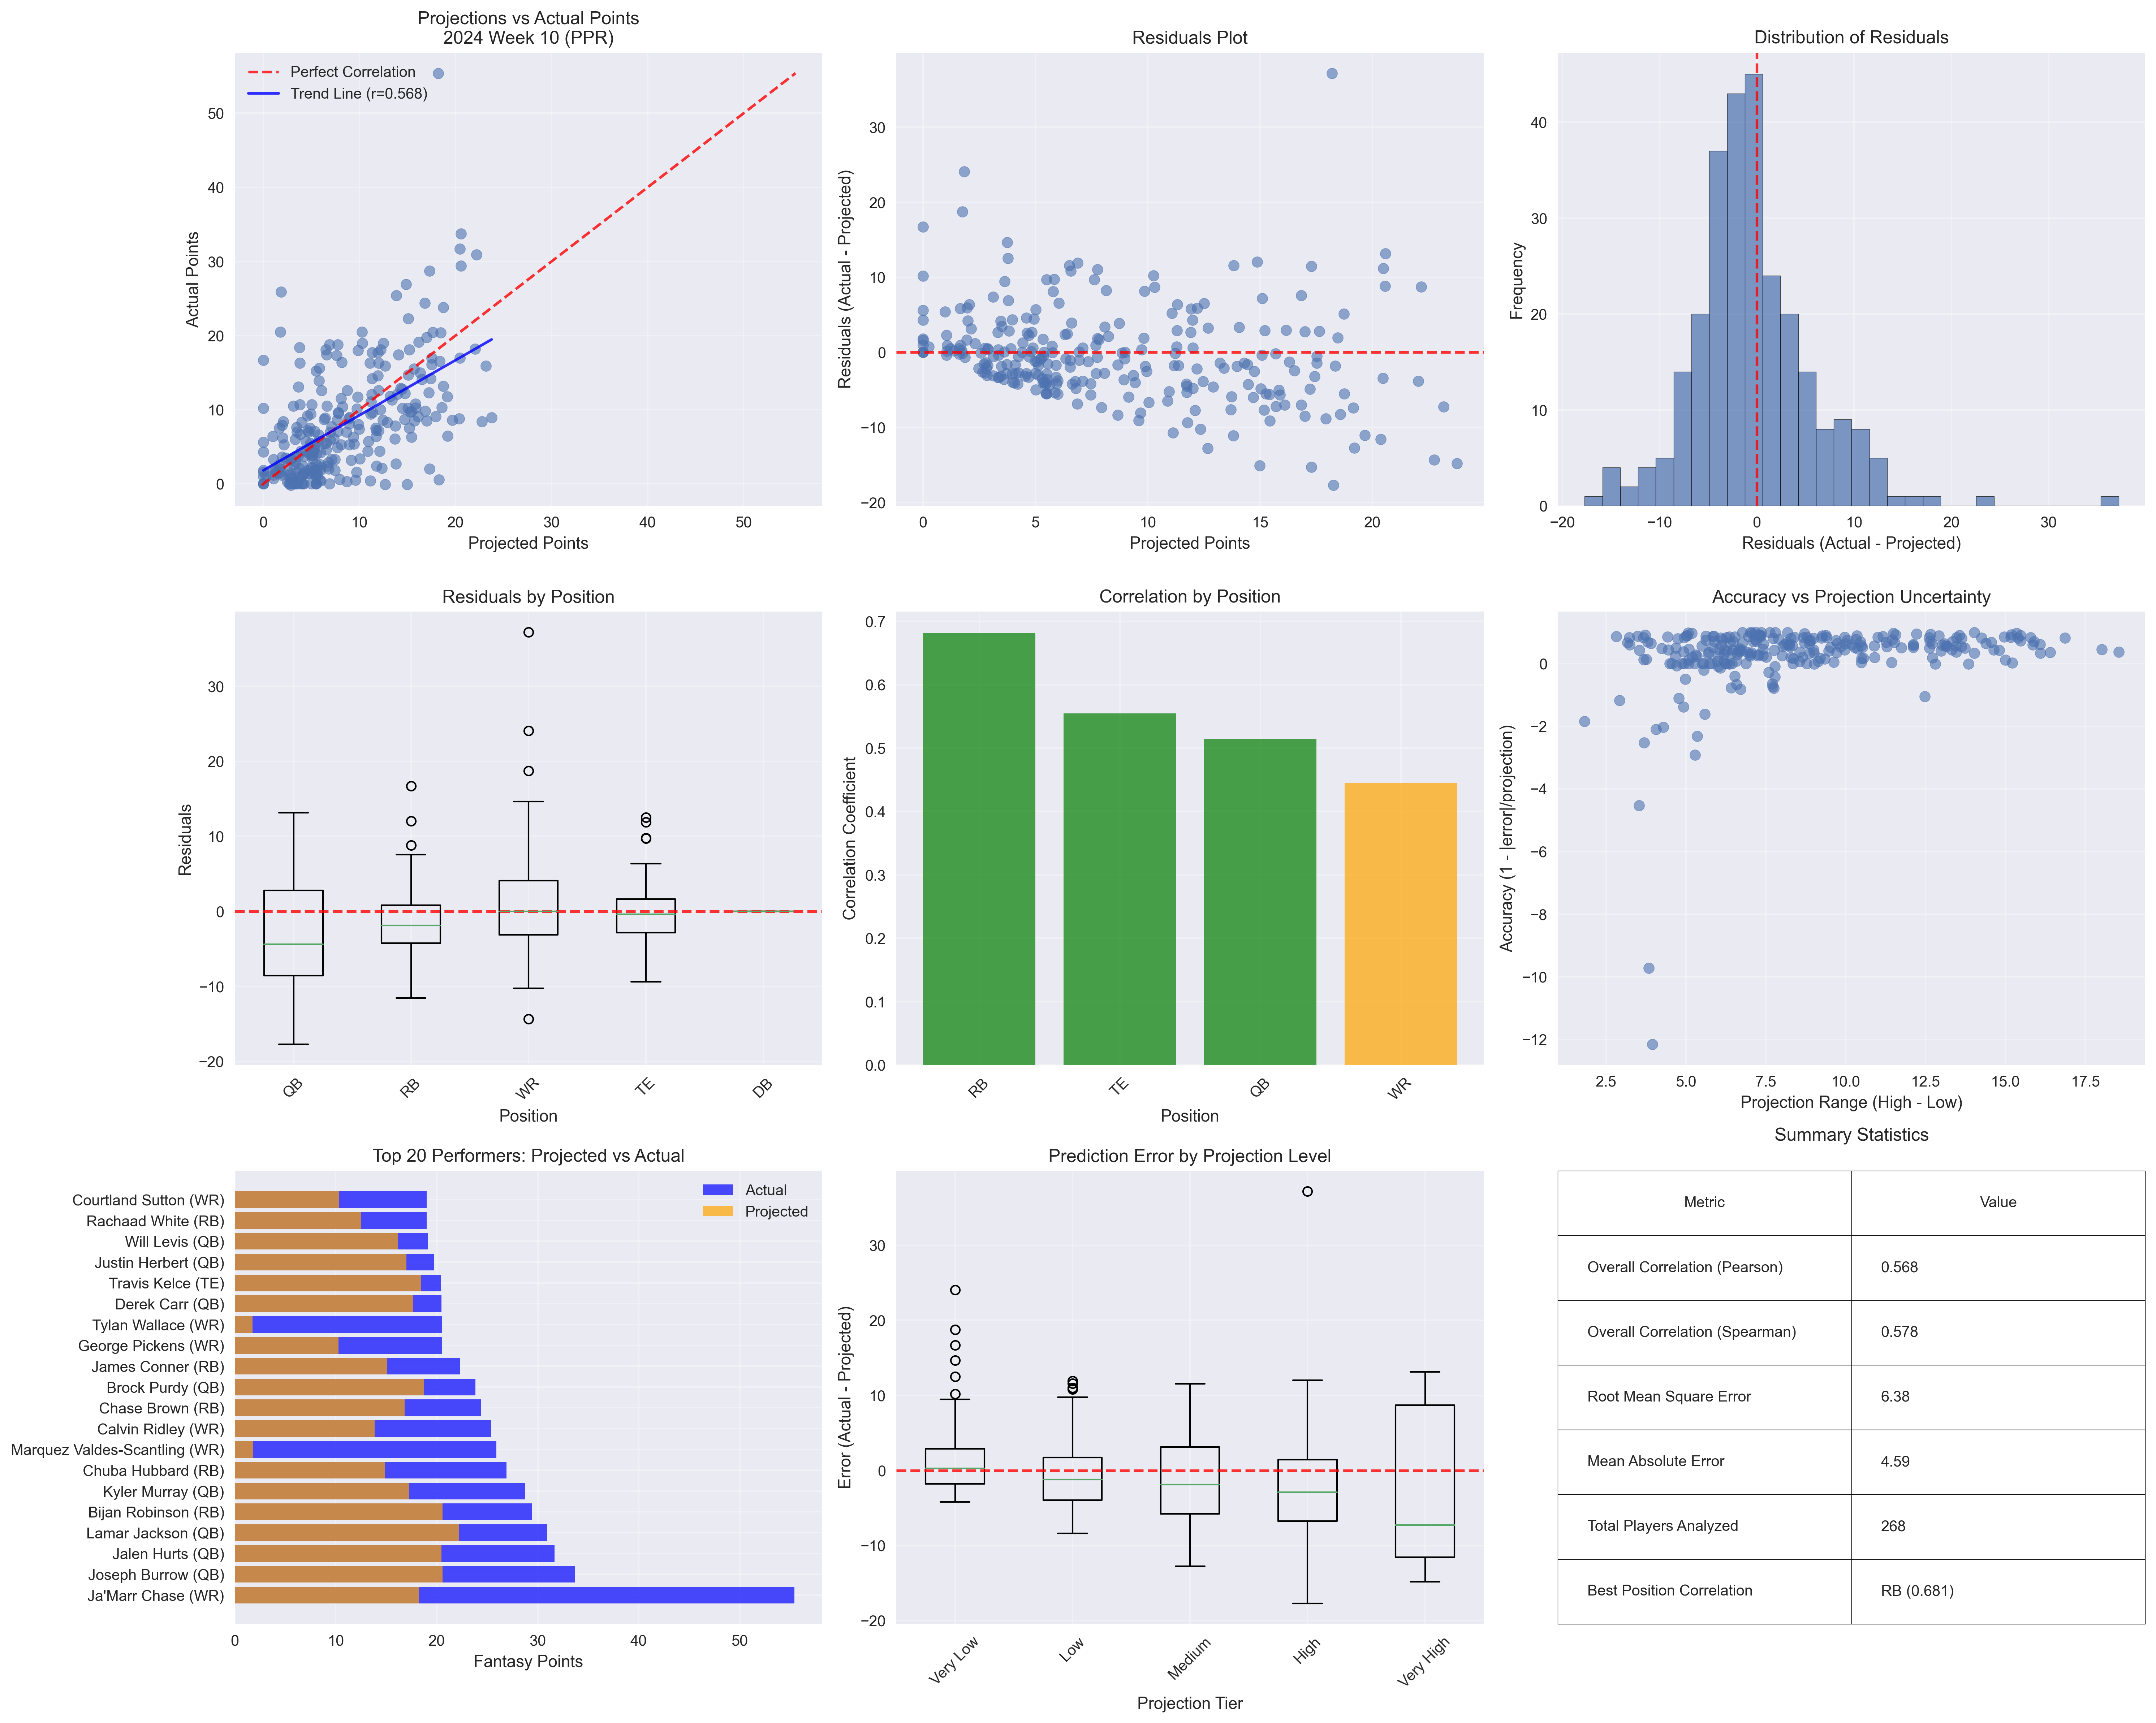 Projections vs Actual Points
2024 Week 10 (PPR)
Perfect Correlation
Trend Line (r=0.568)
Actual Points
50
40
30
20
10
0
0 10 20 30 40 50
Projected Points
Residuals Plot
Residuals (Actual - Projected)
30
20
10
0
−10
−20
0 5 10 15 20
Projected Points
Distribution of Residuals
Frequency
40
30
20
10
0
−20 −10 0 10 20 30
Residuals (Actual - Projected)
Residuals by Position
Residuals
30
20
10
0
−10
−20
QB RB WR TE DB
Position
Correlation by Position
Correlation Coefficient
0.7
0.6
0.5
0.4
0.3
0.2
0.1
0.0
RB TE QB WR
Position
Accuracy vs Projection Uncertainty
Accuracy (1 - |error|/projection)
0
−2
−4
−6
−8
−10
−12
2.5 5.0 7.5 10.0 12.5 15.0 17.5
Projection Range (High - Low)
Top 20 Performers: Projected vs Actual
Actual
Projected
Courtland Sutton (WR)
Rachaad White (RB)
Will Levis (QB)
Justin Herbert (QB)
Travis Kelce (TE)
Derek Carr (QB)
Tylan Wallace (WR)
George Pickens (WR)
James Conner (RB)
Brock Purdy (QB)
Chase Brown (RB)
Calvin Ridley (WR)
Marquez Valdes-Scantling (WR)
Chuba Hubbard (RB)
Kyler Murray (QB)
Bijan Robinson (RB)
Lamar Jackson (QB)
Jalen Hurts (QB)
Joseph Burrow (QB)
Ja'Marr Chase (WR)
0 10 20 30 40 50
Fantasy Points
Prediction Error by Projection Level
Error (Actual - Projected)
30
20
10
0
−10
−20
Very Low Low Medium High Very High
Projection Tier
Summary Statistics
Metric Value
Overall Correlation (Pearson) 0.568
Overall Correlation (Spearman) 0.578
Root Mean Square Error 6.38
Mean Absolute Error 4.59
Total Players Analyzed 268
Best Position Correlation RB (0.681)